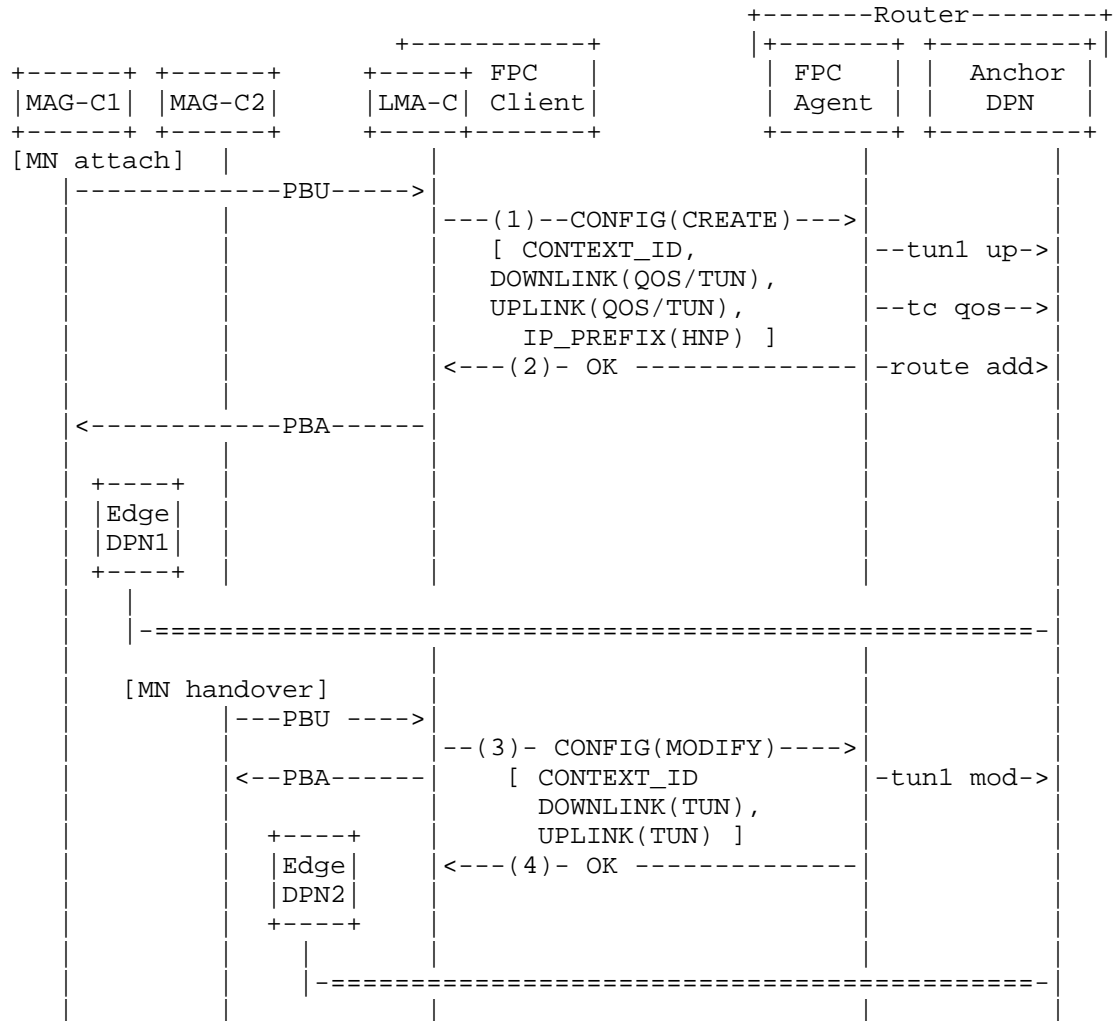 +-------Router--------+
+-----------+ |+-------+ +---------+|
+------+ +------+ +-----+ FPC | | FPC | | Anchor |
|MAG-C1| |MAG-C2| |LMA-C| Client| | Agent | | DPN |
+------+ +------+ +-----+-------+ +-------+ +---------+
[MN attach] | | | |
|-------------PBU----->| | |
| | |---(1)--CONFIG(CREATE)--->| |
| | | [ CONTEXT_ID, |--tun1 up->|
| | | DOWNLINK(QOS/TUN), | |
| | | UPLINK(QOS/TUN), |--tc qos-->|
| | | IP_PREFIX(HNP) ] | |
| | |<---(2)- OK --------------|-route add>|
| | | | |
|<------------PBA------| | |
| | | | |
| +----+ | | | |
| |Edge| | | | |
| |DPN1| | | | |
| +----+ | | | |
| | |
| |-=======================================================-|
| | | |
| [MN handover] | | |
| |---PBU ---->| | |
| | |--(3)- CONFIG(MODIFY)---->| |
| |<--PBA------| [ CONTEXT_ID |-tun1 mod->|
| | | DOWNLINK(TUN), | |
| | +----+ | UPLINK(TUN) ] | |
| | |Edge| |<---(4)- OK --------------| |
| | |DPN2| | | |
| | +----+ | | |
| | | | | |
| | |-============================================-|
| | | | |